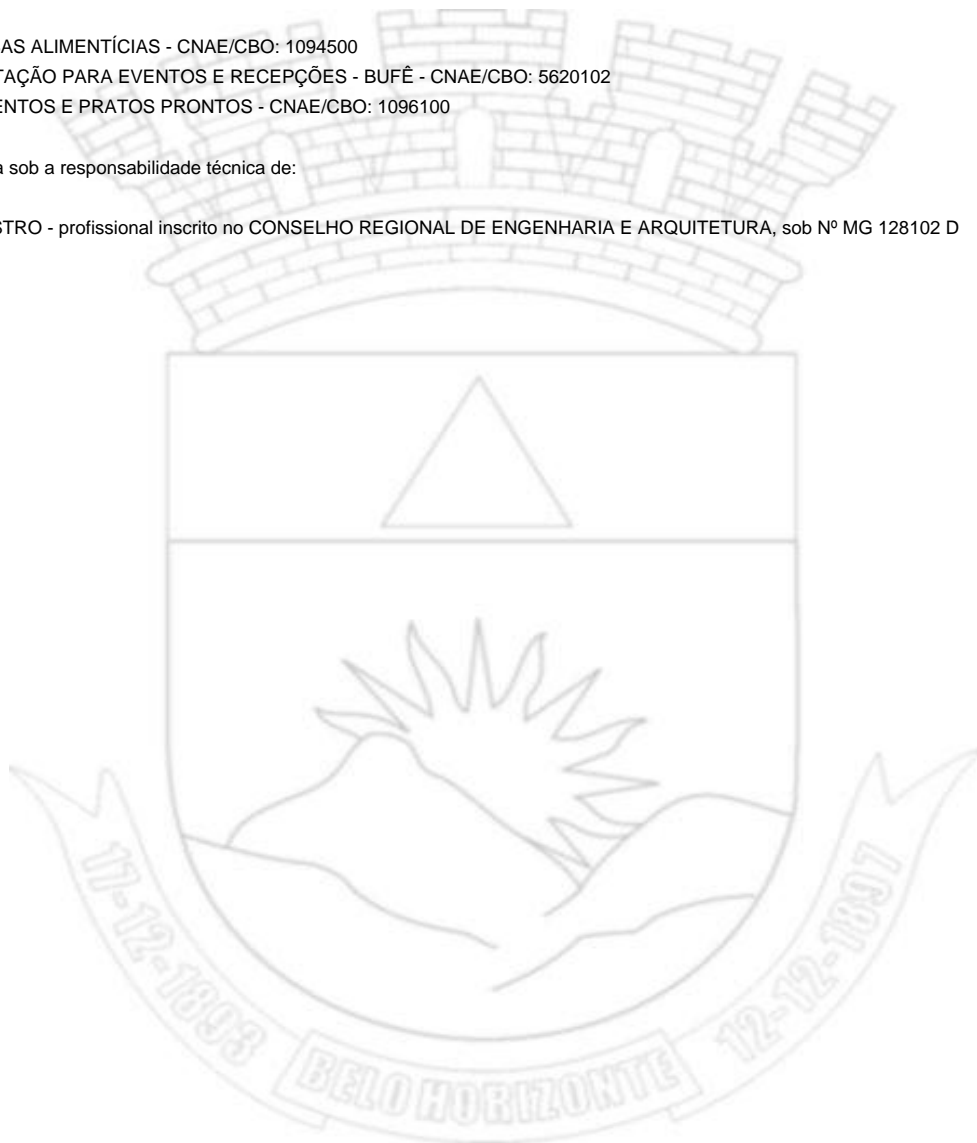 AS ALIMENTÍCIAS - CNAE/CBO: 1094500
TAÇÃO PARA EVENTOS E RECEPÇÕES - BUFÊ - CNAE/CBO: 5620102
ENTOS E PRATOS PRONTOS - CNAE/CBO: 1096100
a sob a responsabilidade técnica de:
STRO - profissional inscrito no CONSELHO REGIONAL DE ENGENHARIA E ARQUITETURA, sob Nº MG 128102 D
17-12-1893
BELO HORIZONTE
12-12-1897